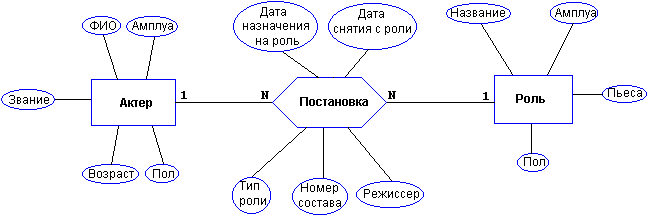 Дата
назначения
на роль
Дата
снятия с роли
ФИО
Амплуа
Название
Амплуа
Звание
Актер
1
N
Постановка
N
1
Роль
Пьеса
Возраст
Пол
Пол
Тип
роли
Номер
состава
Режиссер